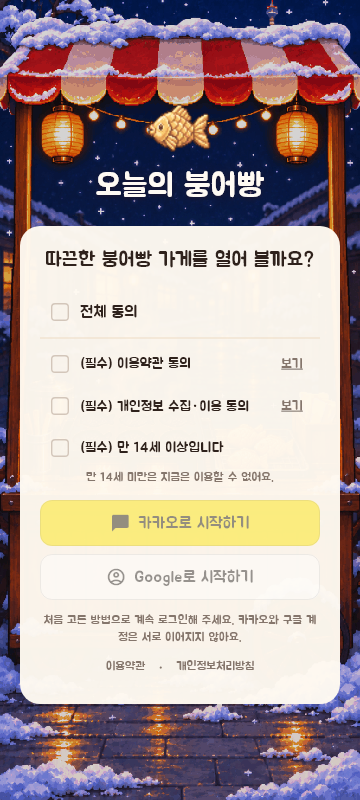 오늘의 붕어빵
따끈한 붕어빵 가게를 열어 볼까요?
전체 동의
(필수) 이용약관 동의 보기
(필수) 개인정보 수집·이용 동의 보기
(필수) 만 14세 이상입니다
만 14세 미만은 지금은 이용할 수 없어요.
카카오로 시작하기
Google로 시작하기
처음 고른 방법으로 계속 로그인해 주세요. 카카오와 구글 계
정은 서로 이어지지 않아요.
이용약관 · 개인정보처리방침